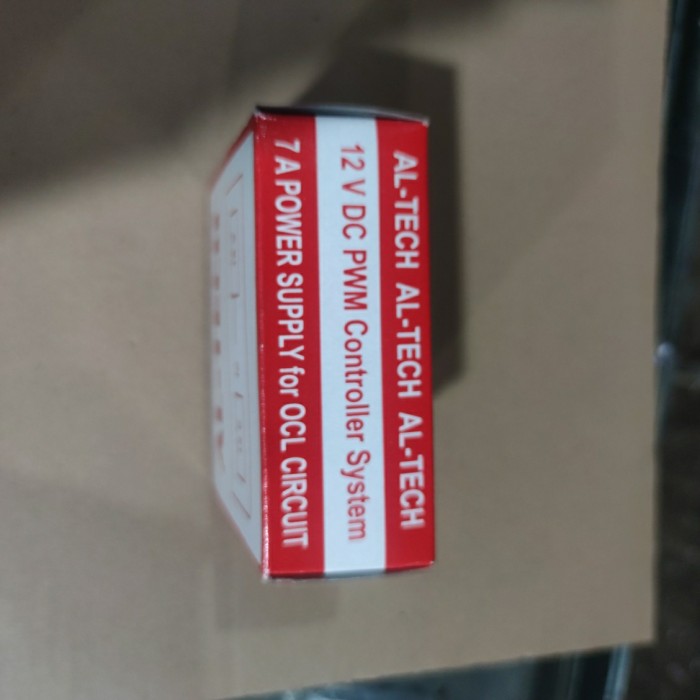 AL-TECH AL-TECH AL-TECH
12 V DC PWM Controller System
7 A POWER SUPPLY for OCL CIRCUIT